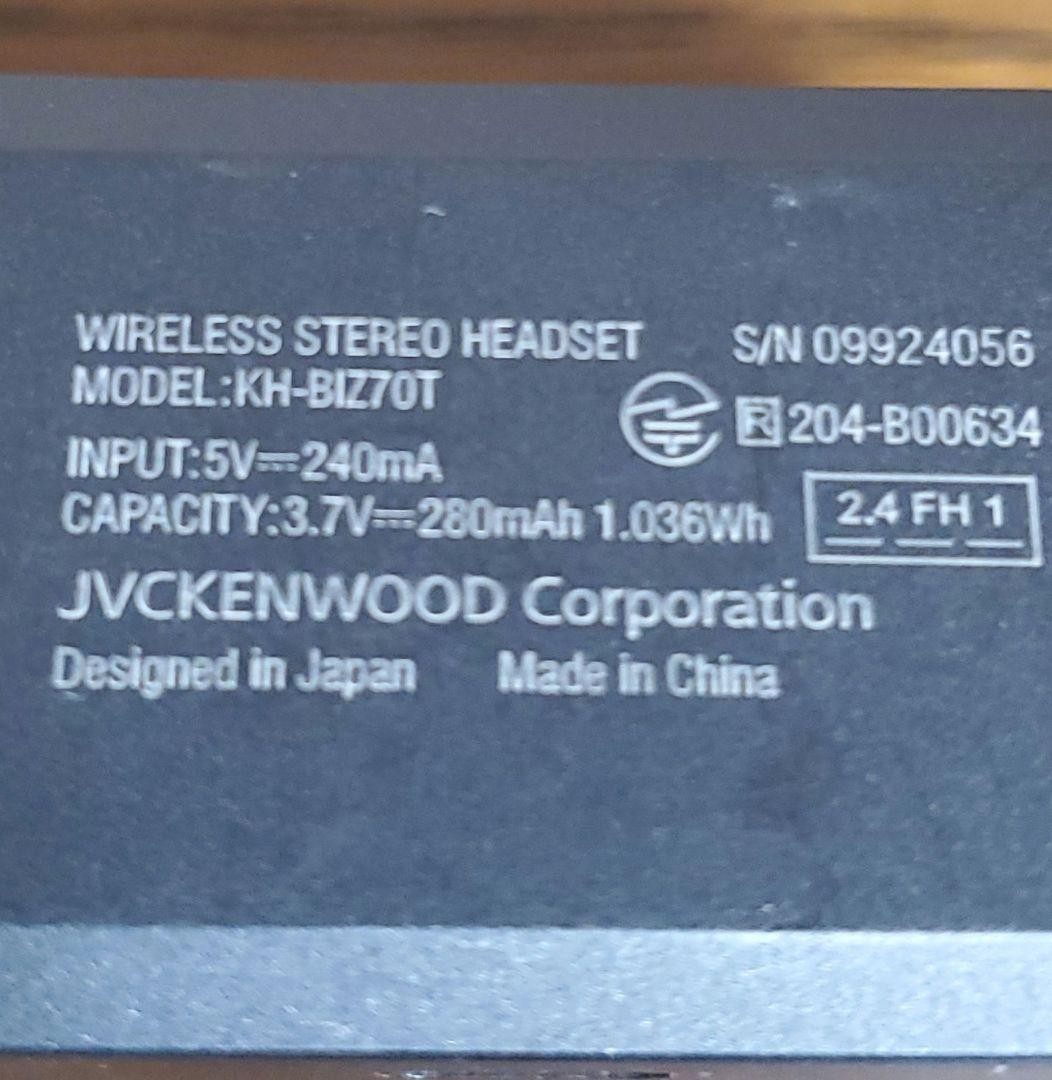 WIRELESS STEREO HEADSET
S/N 09924056
MODEL:KH-BIZ70T
R 204-B00634
INPUT:5V⎓240mA
CAPACITY:3.7V⎓280mAh 1.036Wh
2.4 FH 1
JVCKENWOOD Corporation
Designed in Japan Made in China